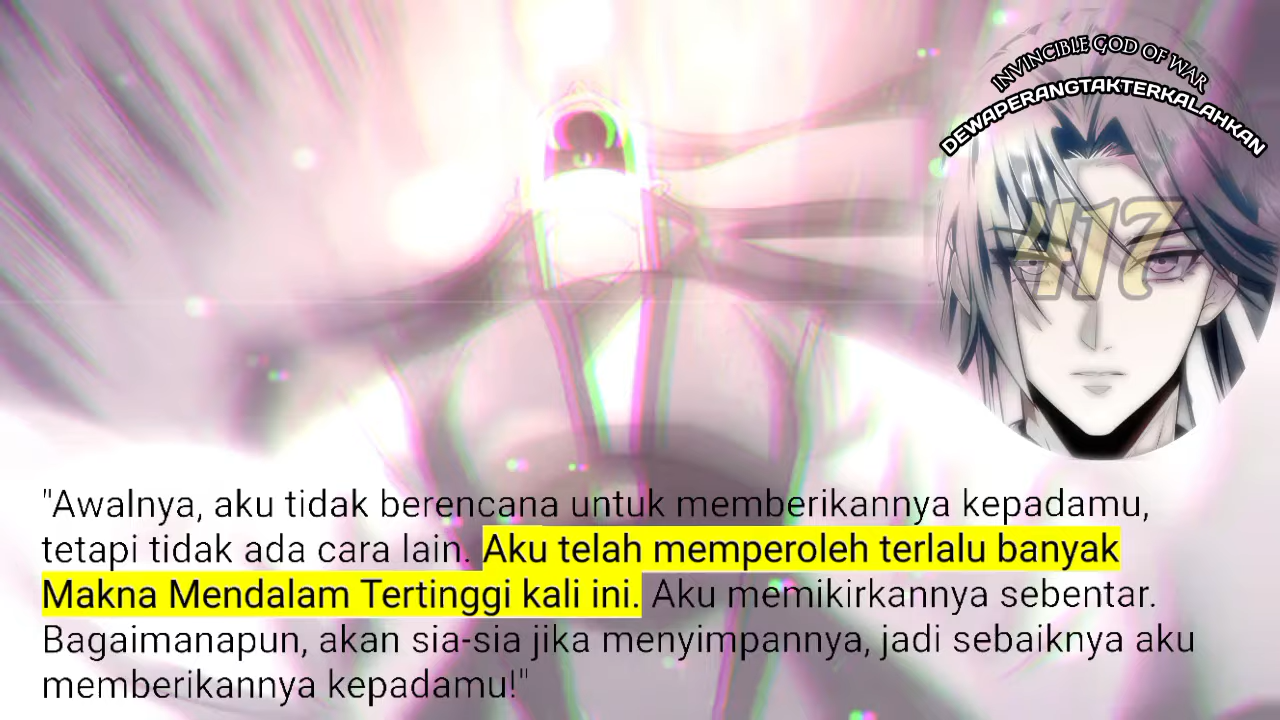 INVINCIBLE GOD OF WAR
DEWAPERANGTAKTERKALAHKAN
417
"Awalnya, aku tidak berencana untuk memberikannya kepadamu,
tetapi tidak ada cara lain. Aku telah memperoleh terlalu banyak
Makna Mendalam Tertinggi kali ini. Aku memikirkannya sebentar.
Bagaimanapun, akan sia-sia jika menyimpannya, jadi sebaiknya aku
memberikannya kepadamu!"